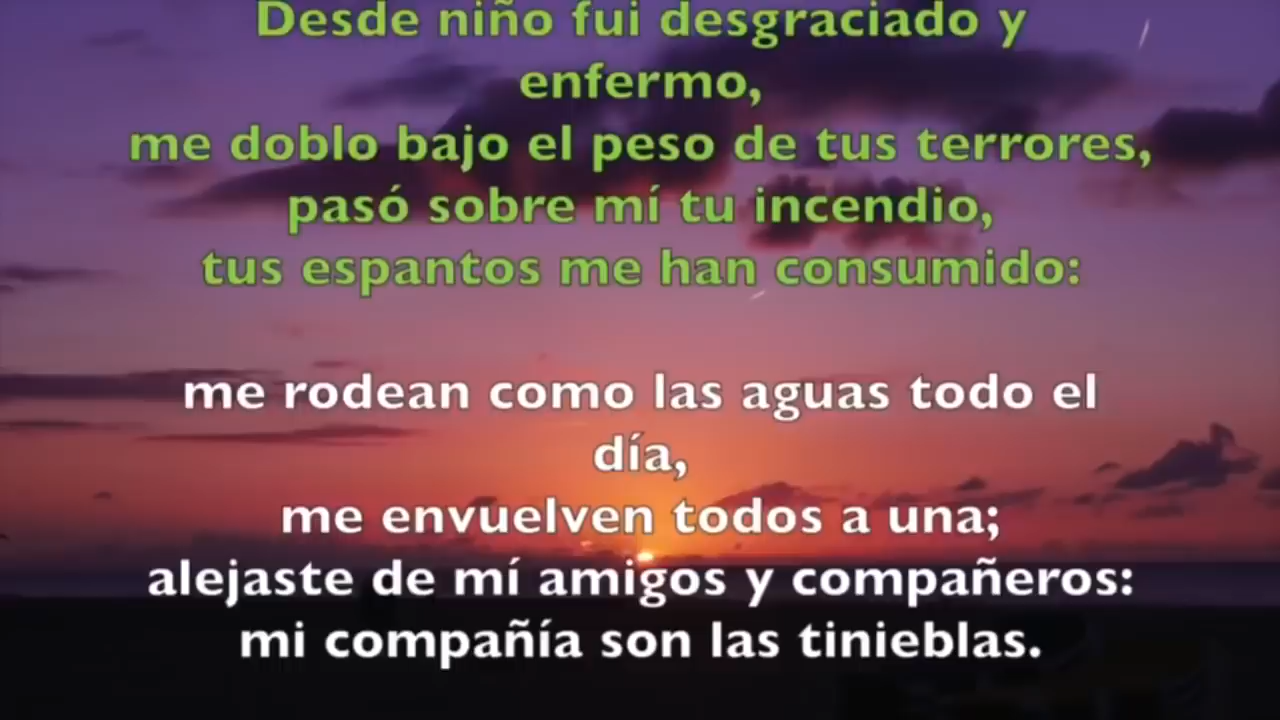 Desde niño fui desgraciado y
enfermo,
me doblo bajo el peso de tus terrores,
pasó sobre mí tu incendio,
tus espantos me han consumido:
me rodean como las aguas todo el
día,
me envuelven todos a una;
alejaste de mí amigos y compañeros:
mi compañía son las tinieblas.